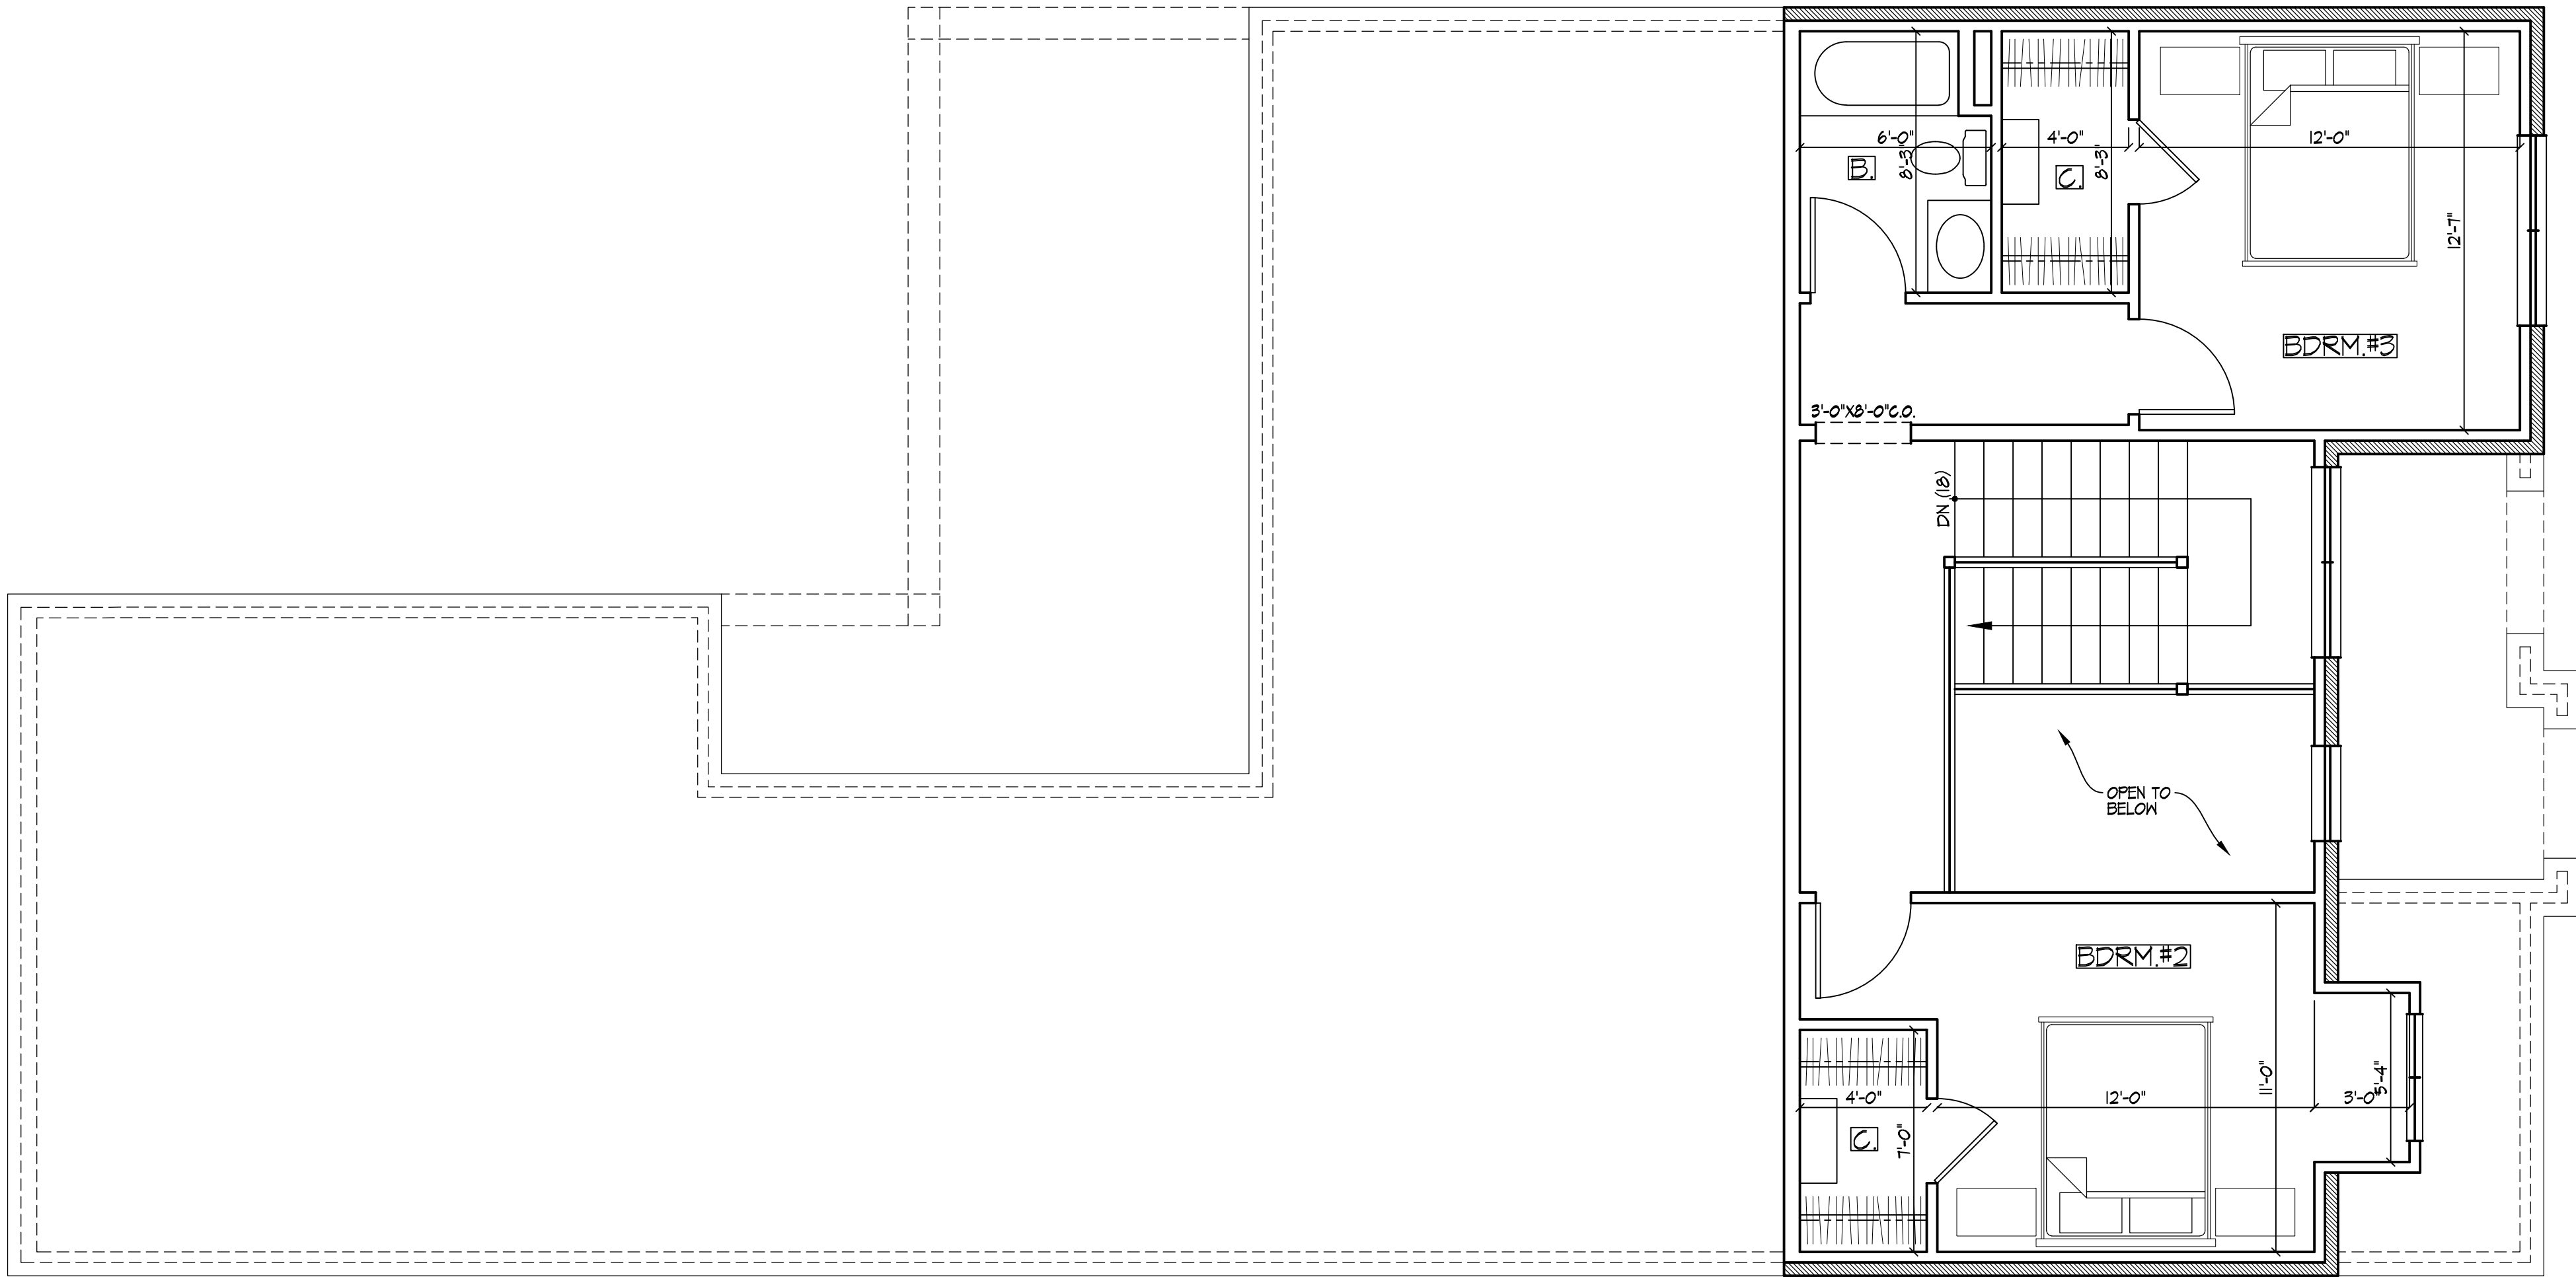 6'-0"
8'-3"
B.
4'-0"
8'-3"
C.
12'-0"
12'-7"
BDRM.#3
3'-0"X8'-0"C.O.
DN (18)
OPEN TO
BELOW
BDRM.#2
11'-0"
5'-4"
4'-0"
12'-0"
3'-0"
C.
7'-0"